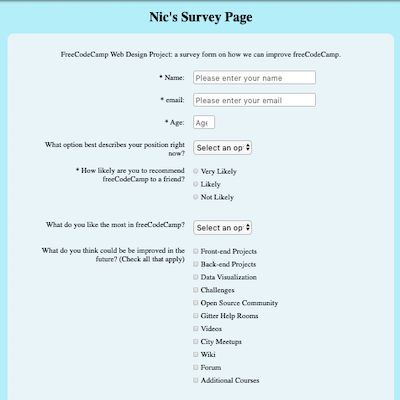 Nic's Survey Page
FreeCodeCamp Web Design Project: a survey form on how we can improve freeCodeCamp.
* Name: Please enter your name
* email: Please enter your email
* Age: Age
What option best describes your position right
now?
Select an op
* How likely are you to recommend
freeCodeCamp to a friend?
Very Likely
Likely
Not Likely
What do you like the most in freeCodeCamp? Select an op
What do you think could be be improved in the
future? (Check all that apply)
Front-end Projects
Back-end Projects
Data Visualization
Challenges
Open Source Community
Gitter Help Rooms
Videos
City Meetups
Wiki
Forum
Additional Courses